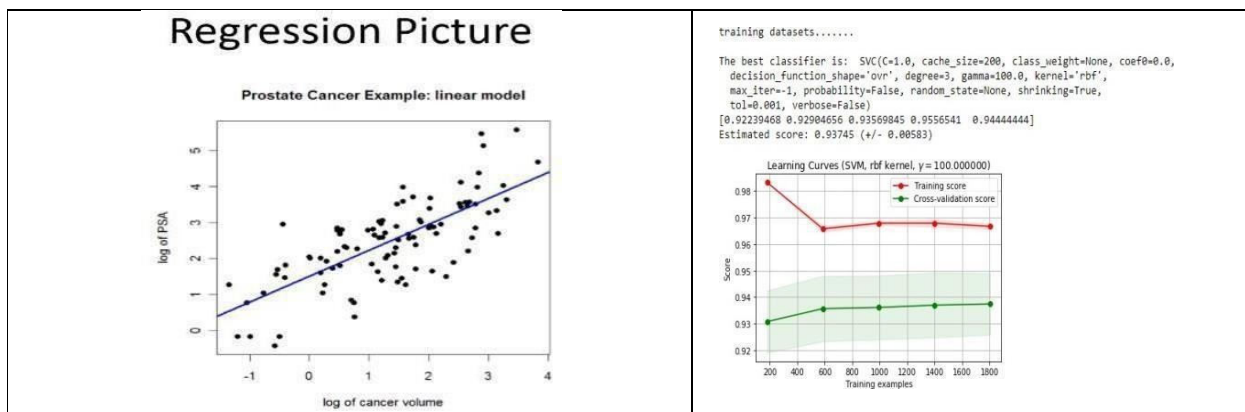 Regression Picture
Prostate Cancer Example: linear model
5
4
3
2
1
0
log of PSA
-1 0 1 2 3 4
log of cancer volume
training datasets.......
The best classifier is: SVC(C=1.0, cache_size=200, class_weight=None, coef0=0.0,
decision_function_shape='ovr', degree=3, gamma=100.0, kernel='rbf',
max_iter=-1, probability=False, random_state=None, shrinking=True,
tol=0.001, verbose=False)
[0.92239468 0.92904656 0.93569845 0.9556541 0.94444444]
Estimated score: 0.93745 (+/- 0.00583)
Learning Curves (SVM, rbf kernel, γ = 100.000000)
Training score
Cross-validation score
0.98
0.97
0.96
0.95
0.94
0.93
0.92
Score
200 400 600 800 1000 1200 1400 1600 1800
Training examples